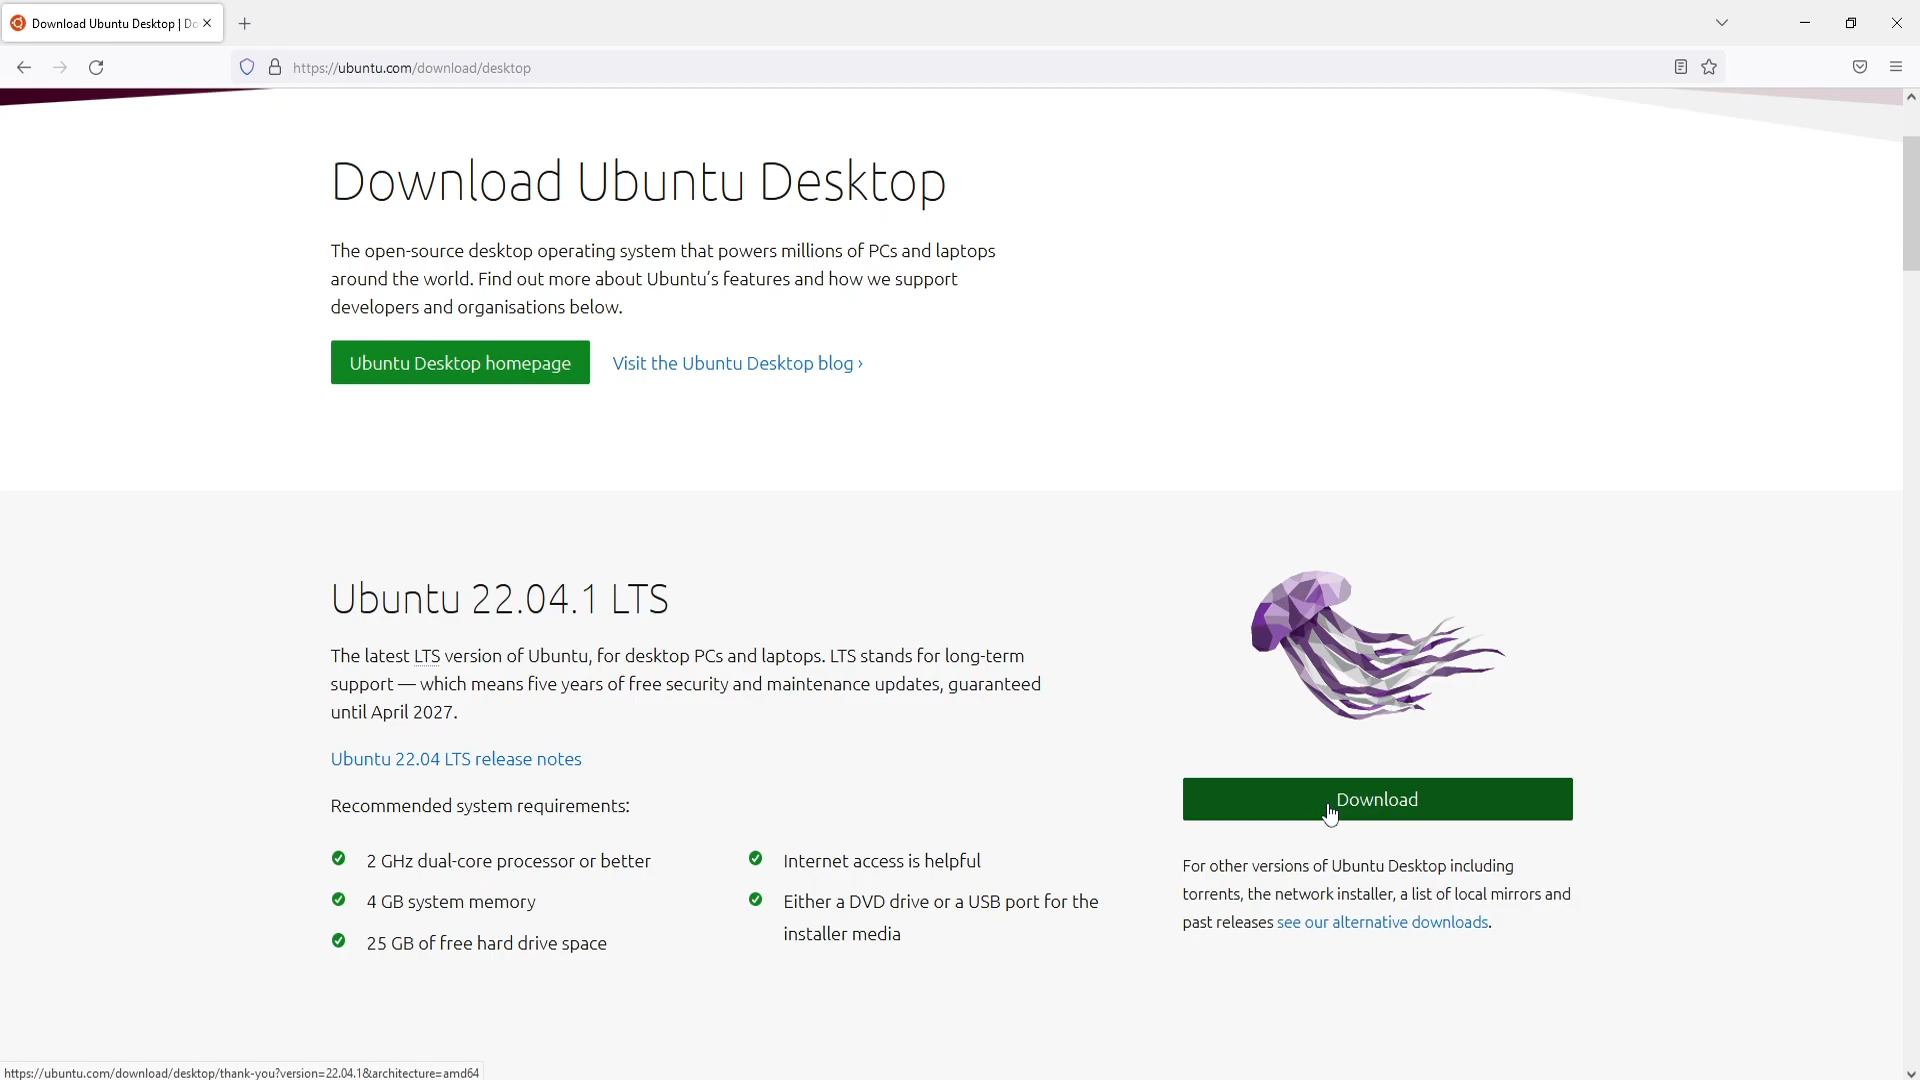 Download Ubuntu Desktop | Do
https://ubuntu.com/download/desktop
Download Ubuntu Desktop
The open-source desktop operating system that powers millions of PCs and laptops
around the world. Find out more about Ubuntu's features and how we support
developers and organisations below.
Ubuntu Desktop homepage
Visit the Ubuntu Desktop blog ›
Ubuntu 22.04.1 LTS
The latest LTS version of Ubuntu, for desktop PCs and laptops. LTS stands for long-term
support — which means five years of free security and maintenance updates, guaranteed
until April 2027.
Ubuntu 22.04 LTS release notes
Recommended system requirements:
2 GHz dual-core processor or better
4 GB system memory
25 GB of free hard drive space
Internet access is helpful
Either a DVD drive or a USB port for the
installer media
Download
For other versions of Ubuntu Desktop including
torrents, the network installer, a list of local mirrors and
past releases see our alternative downloads.
https://ubuntu.com/download/desktop/thank-you?version=22.04.1&architecture=amd64